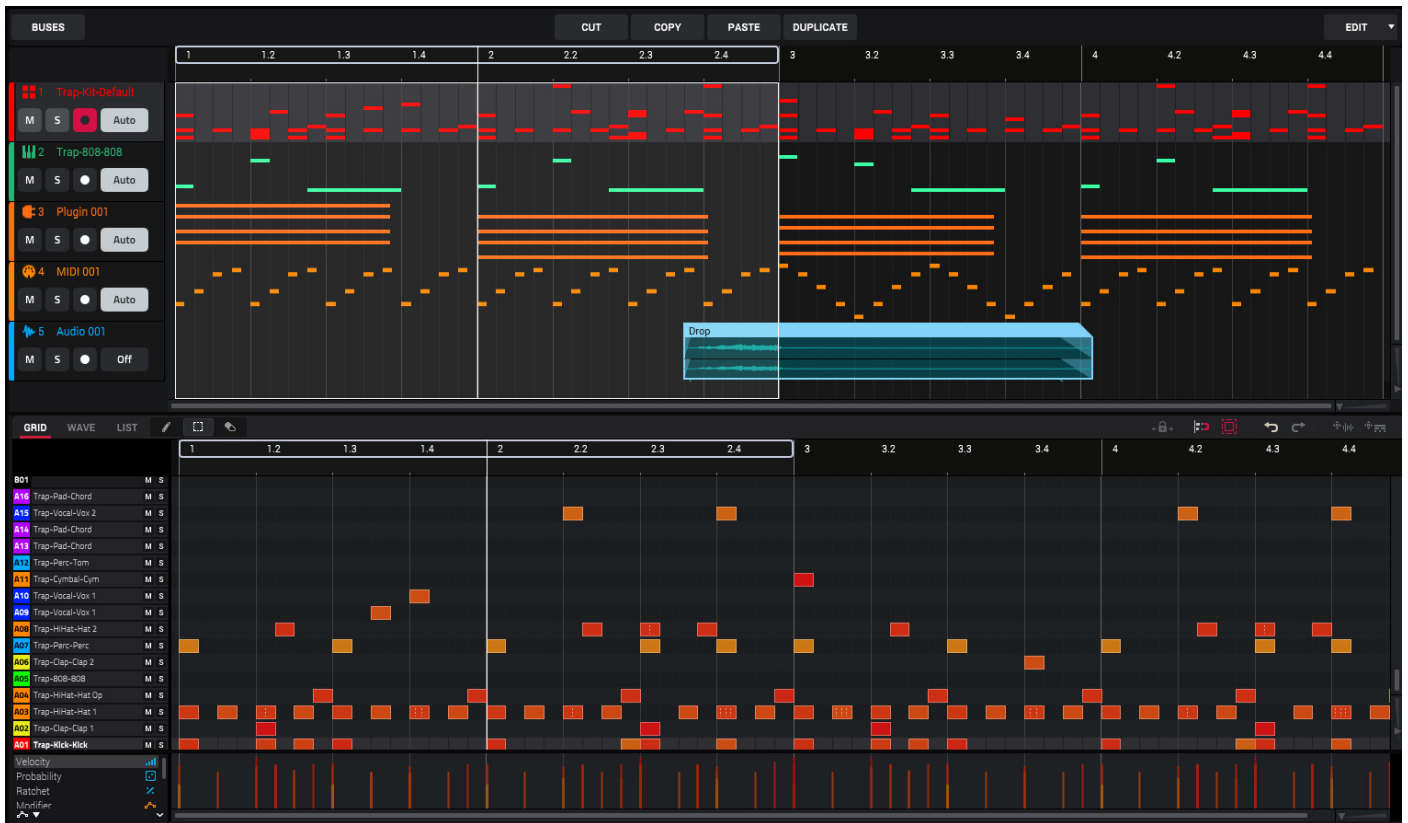 BUSES CUT COPY PASTE DUPLICATE EDIT
1 1.2 1.3 1.4 2 2.2 2.3 2.4 3 3.2 3.3 3.4 4 4.2 4.3 4.4
1 Trap-Kit-Default
M S Auto
2 Trap-808-808
M S Auto
3 Plugin 001
M S Auto
4 MIDI 001
M S Auto
5 Audio 001
Drop
M S Off
GRID WAVE LIST
1 1.2 1.3 1.4 2 2.2 2.3 2.4 3 3.2 3.3 3.4 4 4.2 4.3 4.4
B01 M S
A16 Trap-Pad-Chord M S
A15 Trap-Vocal-Vox 2 M S
A14 Trap-Pad-Chord M S
A13 Trap-Pad-Chord M S
A12 Trap-Perc-Tom M S
A11 Trap-Cymbal-Cym M S
A10 Trap-Vocal-Vox 1 M S
A09 Trap-Vocal-Vox 1 M S
A08 Trap-HiHat-Hat 2 M S
A07 Trap-Perc-Perc M S
A06 Trap-Clap-Clap 2 M S
A05 Trap-808-808 M S
A04 Trap-HiHat-Hat Op M S
A03 Trap-HiHat-Hat 1 M S
A02 Trap-Clap-Clap 1 M S
A01 Trap-Kick-Kick M S
Velocity
Probability
Ratchet
Modifier